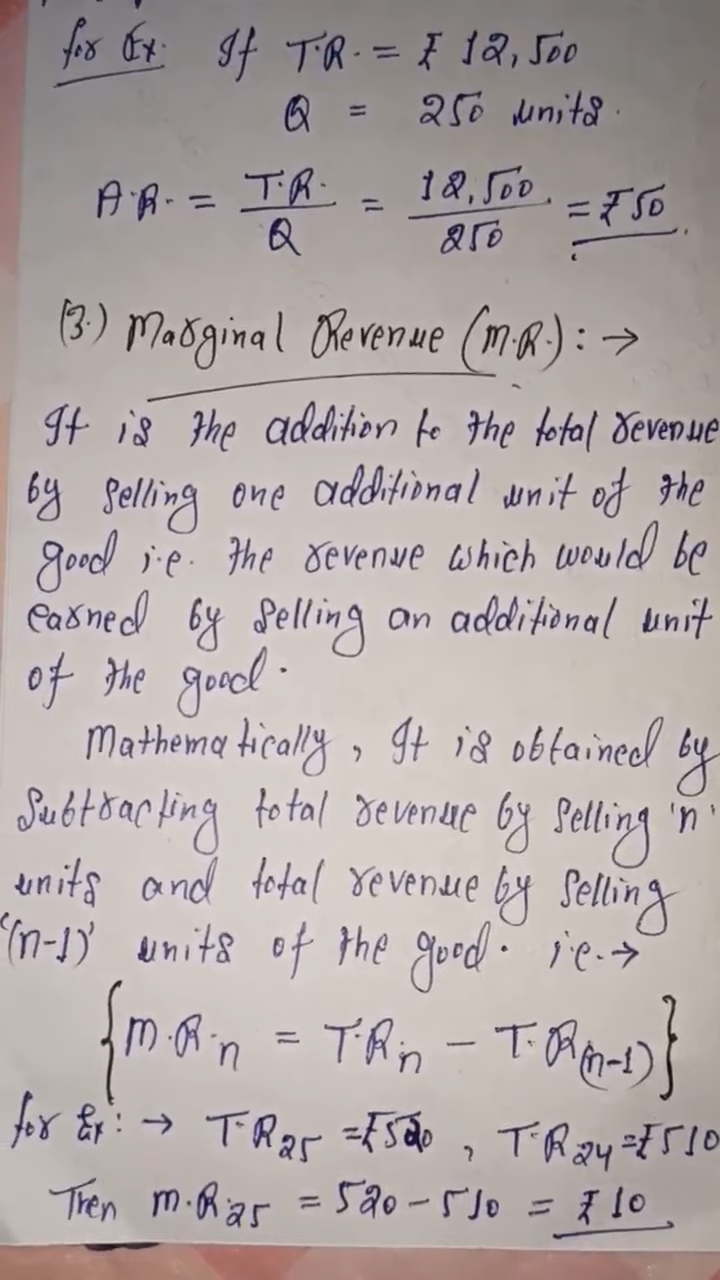 for Ex. If T.R. = ₹ 12,500
Q = 250 units.
A.R. = T.R. / Q = 12,500 / 250 = ₹50
(3.) Marginal Revenue (M.R.) : →
It is the addition to the total revenue
by selling one additional unit of the
good i.e. the revenue which would be
earned by selling an additional unit
of the good.
Mathematically, It is obtained by
Subtracting total revenue by selling 'n'
units and total revenue by selling
'(n-1)' units of the good. i.e. →
{M.R.n = T.Rn - T.R(n-1)}
for Ex: → T.R25 = ₹520, T.R24 = ₹510
Then M.R.25 = 520 - 510 = ₹10